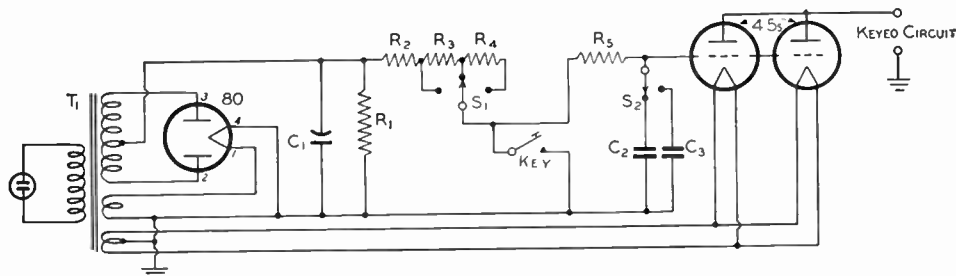 T1
3
80
4
1
2
C1
R1
R2
R3
R4
S1
KEY
R5
S2
C2
C3
45s
KEYED CIRCUIT